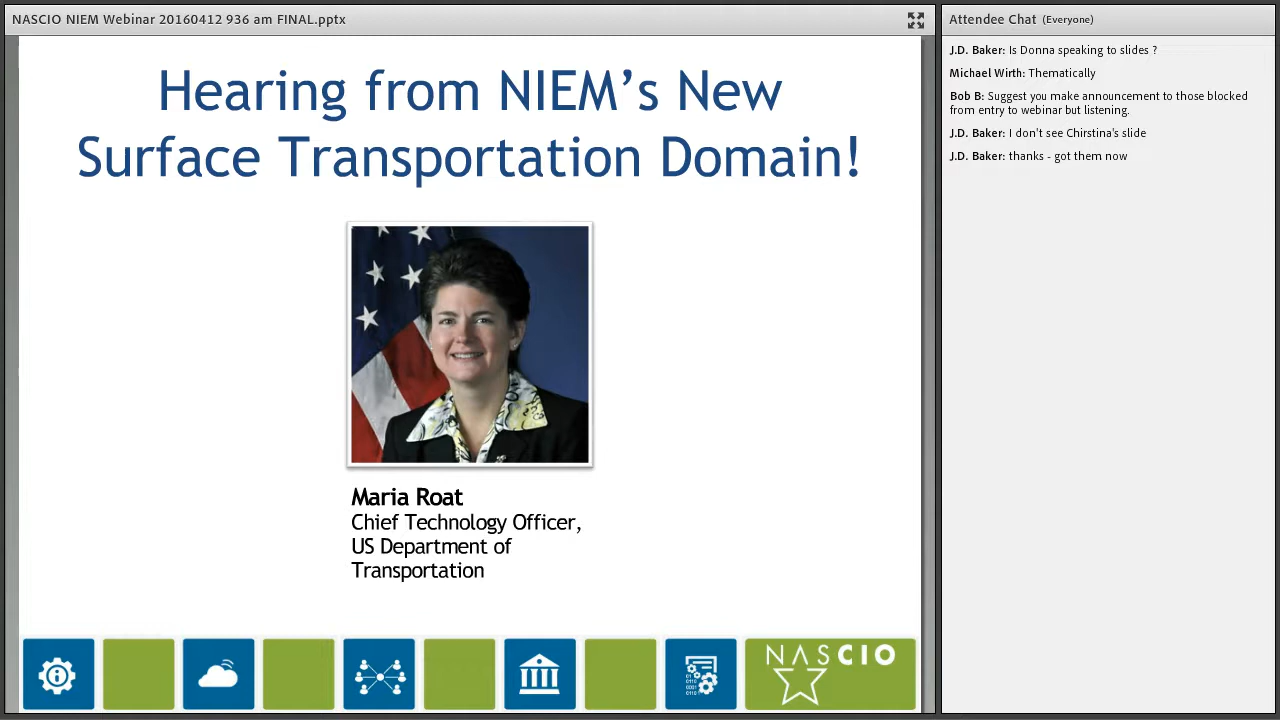 NASCIO NIEM Webinar 20160412 936 am FINAL.pptx
Hearing from NIEM’s New
Surface Transportation Domain!
Maria Roat
Chief Technology Officer,
US Department of
Transportation
NASCIO
Attendee Chat (Everyone)
J.D. Baker: Is Donna speaking to slides ?
Michael Wirth: Thematically
Bob B: Suggest you make announcement to those blocked
from entry to webinar but listening.
J.D. Baker: I don't see Chirstina's slide
J.D. Baker: thanks - got them now